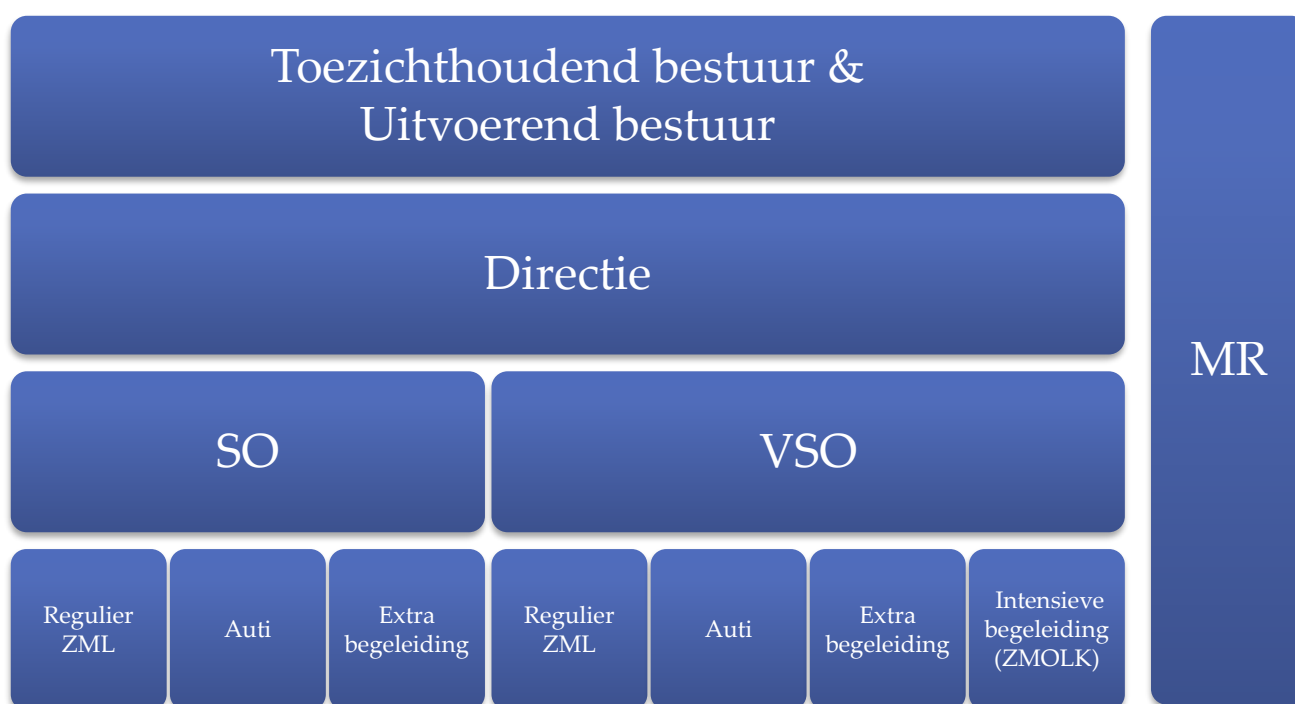 Toezichthoudend bestuur &
Uitvoerend bestuur
Directie
MR
SO
VSO
Regulier
ZML
Auti
Extra
begeleiding
Regulier
ZML
Auti
Extra
begeleiding
Intensieve
begeleiding
(ZMOLK)